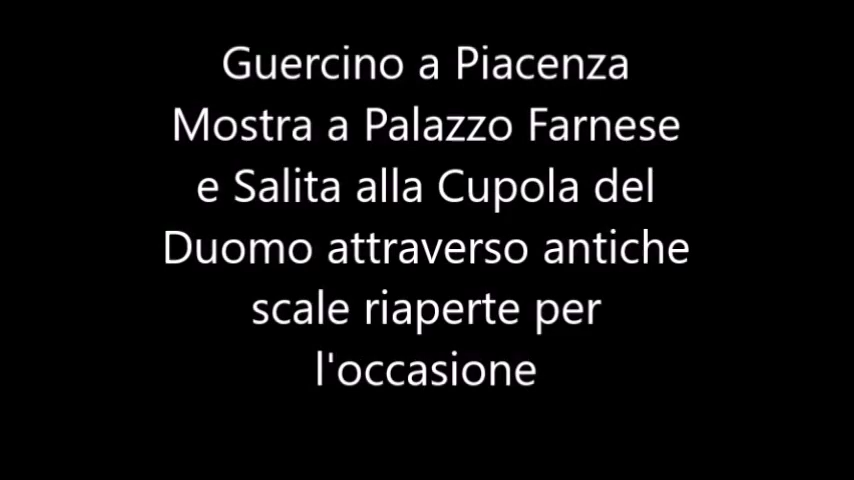 Guercino a Piacenza
Mostra a Palazzo Farnese
e Salita alla Cupola del
Duomo attraverso antiche
scale riaperte per
l'occasione